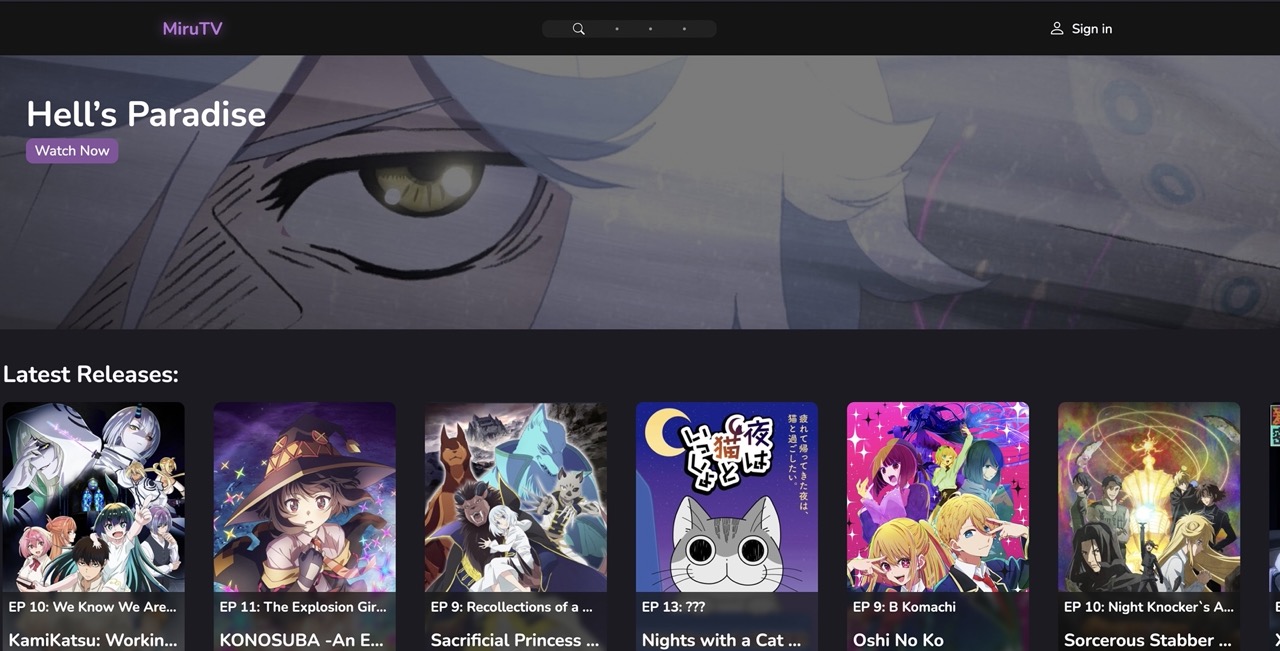 MiruTV
Sign in
Hell's Paradise
Watch Now
Latest Releases:
夜は
猫と
いっしょ
疲れて帰ってきた夜は、
猫と過ごしたい。
EP 10: We Know We Are...
KamiKatsu: Workin...
EP 11: The Explosion Gir...
KONOSUBA -An E...
EP 9: Recollections of a ...
Sacrificial Princess ...
EP 13: ???
Nights with a Cat ...
EP 9: B Komachi
Oshi No Ko
EP 10: Night Knocker`s A...
Sorcerous Stabber ...